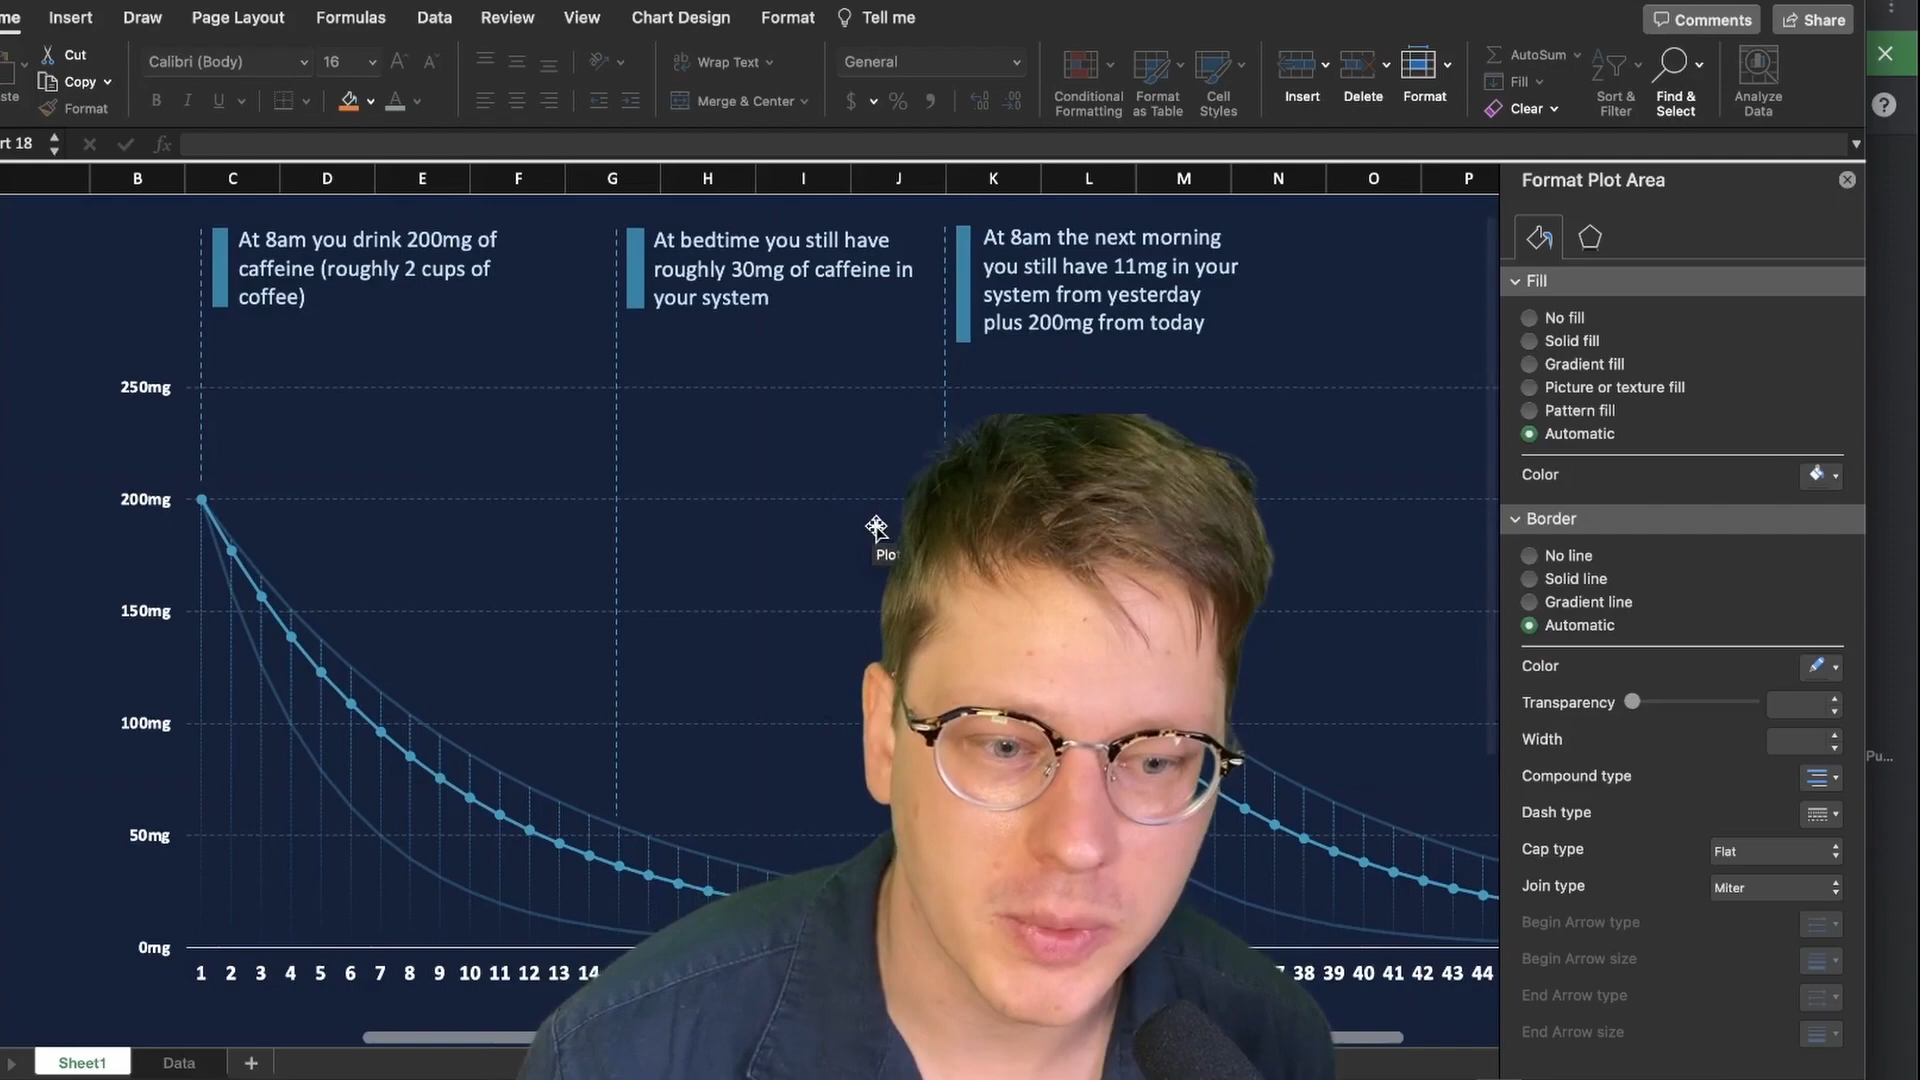 me Insert Draw Page Layout Formulas Data Review View Chart Design Format Tell me Comments Share
ste Cut Calibri (Body) 16 Wrap Text General Conditional Formatting Format as Table Cell Styles Insert Delete Format AutoSum Sort & Filter Find & Select Analyze Data
Copy B I U Merge & Center $ % Fill
Format Clear
rt 18 fx
B C D E F G H I J K L M N O P
At 8am you drink 200mg of
caffeine (roughly 2 cups of
coffee)
At bedtime you still have
roughly 30mg of caffeine in
your system
At 8am the next morning
you still have 11mg in your
system from yesterday
plus 200mg from today
250mg
200mg
150mg
100mg
50mg
0mg
Plo
1 2 3 4 5 6 7 8 9 10 11 12 13 14
38 39 40 41 42 43 44
Sheet1 Data +
Format Plot Area
Fill
No fill
Solid fill
Gradient fill
Picture or texture fill
Pattern fill
Automatic
Color
Border
No line
Solid line
Gradient line
Automatic
Color
Transparency
Width
Compound type
Dash type
Cap type Flat
Join type Miter
Begin Arrow type
Begin Arrow size
End Arrow type
End Arrow size
Pu...